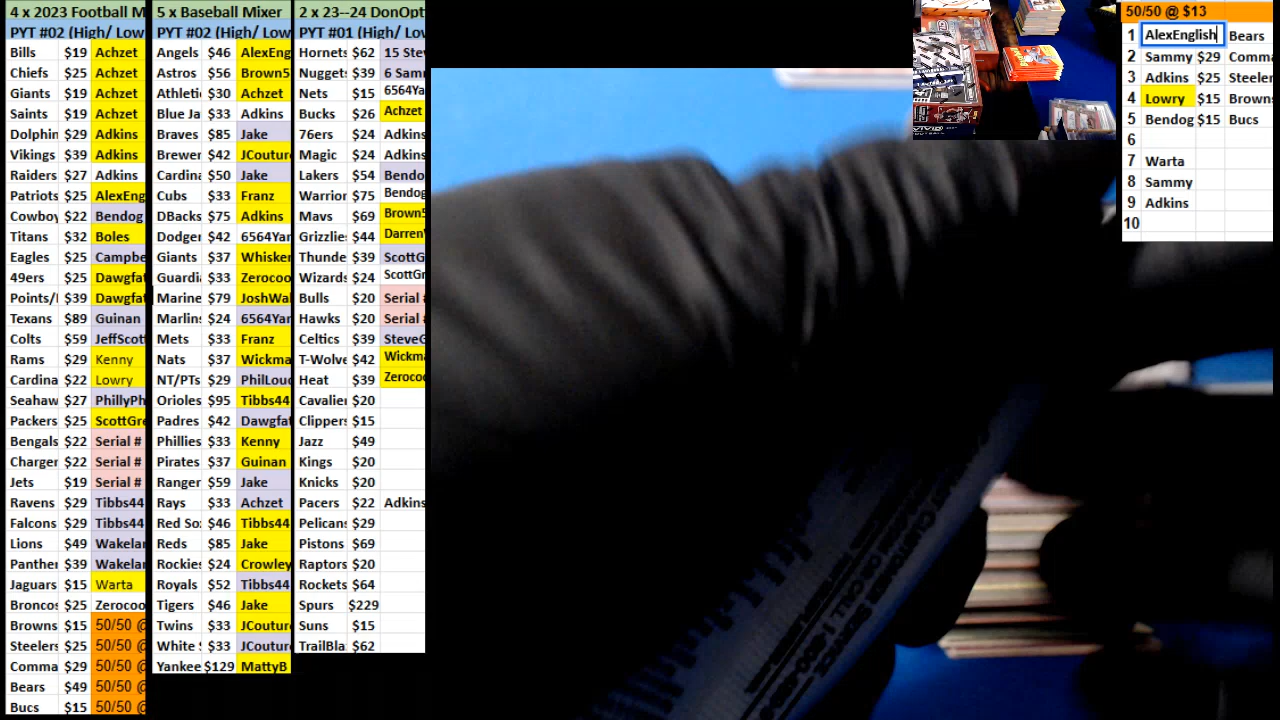 4 x 2023 Football M
PYT #02 (High/ Low
Bills $19 Achzet
Chiefs $25 Achzet
Giants $19 Achzet
Saints $19 Achzet
Dolphin $29 Adkins
Vikings $39 Adkins
Raiders $27 Adkins
Patriots $25 AlexEng
Cowboy $22 Bendog
Titans $32 Boles
Eagles $25 Campbe
49ers $25 Dawgfat
Points/ $39 Dawgfat
Texans $89 Guinan
Colts $59 JeffScott
Rams $29 Kenny
Cardina $22 Lowry
Seahaw $27 PhillyPh
Packers $25 ScottGre
Bengals $22 Serial #
Charger $22 Serial #
Jets $19 Serial #
Ravens $29 Tibbs44
Falcons $29 Tibbs44
Lions $49 Wakelar
Panther $39 Wakelar
Jaguars $15 Warta
Broncos $25 Zerocoo
Browns $15 50/50 @
Steelers $25 50/50 @
Comma $29 50/50 @
Bears $49 50/50 @
Bucs $15 50/50 @
5 x Baseball Mixer
PYT #02 (High/ Low
Angels $46 AlexEng
Astros $56 Brown5
Athletic $30 Achzet
Blue Ja $33 Adkins
Braves $85 Jake
Brewer $42 JCouture
Cardina $50 Jake
Cubs $33 Franz
DBacks $75 Adkins
Dodger $42 6564Yan
Giants $37 Whisker
Guardi $33 Zerocoo
Marine $79 JoshWal
Marlins $24 6564Yar
Mets $33 Franz
Nats $37 Wickma
NT/PTs $29 PhilLouc
Orioles $95 Tibbs44
Padres $42 Dawgfat
Phillies $33 Kenny
Pirates $37 Guinan
Ranger $59 Jake
Rays $33 Achzet
Red So $46 Tibbs44
Reds $85 Jake
Rockies $24 Crowley
Royals $52 Tibbs44
Tigers $46 Jake
Twins $33 JCouture
White S $33 JCouture
Yankee $129 MattyB
2 x 23--24 DonOpt
PYT #01 (High/ Low
Hornets $62 15 Stev
Nuggets $39 6 Samr
Nets $15 6564Ya
Bucks $26 Achzet
76ers $24 Adkins
Magic $24 Adkins
Lakers $54 Bendo
Warrior $75 Bendog
Mavs $69 Brown5
Grizzlie $44 Darren
Thunde $39 ScottG
Wizards $24 ScottGr
Bulls $20 Serial #
Hawks $20 Serial #
Celtics $39 SteveG
T-Wolve $42 Wickma
Heat $39 Zerocoo
Cavalier $20
Clippers $15
Jazz $49
Kings $20
Knicks $20
Pacers $22 Adkins
Pelicans $29
Pistons $69
Raptors $20
Rockets $64
Spurs $229
Suns $15
TrailBla $62
50/50 @ $13
1 AlexEnglish Bears
2 Sammy $29 Comma
3 Adkins $25 Steeler
4 Lowry $15 Browns
5 Bendog $15 Bucs
6
7 Warta
8 Sammy
9 Adkins
10